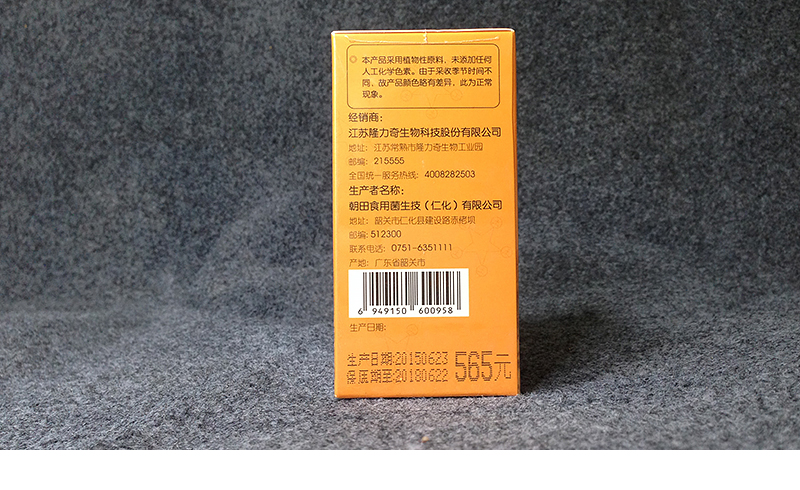 本产品采用植物性原料，未添加任何
人工化学色素。由于采收季节时间不
同，故产品颜色略有差异，此为正常
现象。
经销商：
江苏隆力奇生物科技股份有限公司
地址：江苏常熟市隆力奇生物工业园
邮编：215555
全国统一服务热线：4008282503
生产者名称：
朝田食用菌生技（仁化）有限公司
地址：韶关市仁化县建设路赤佬坝
邮编：512300
联系电话：0751-6351111
产地：广东省韶关市
6 949150 600958
生产日期：
生产日期:20150623
保质期至:20180622
565元